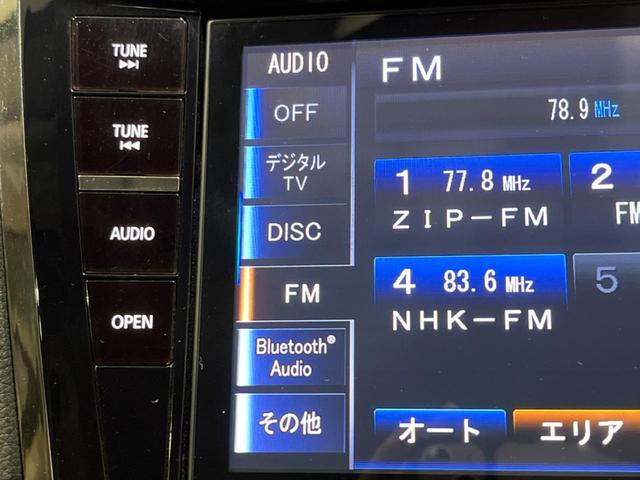 TUNE
TUNE
AUDIO
OPEN
AUDIO
OFF
デジタル
TV
DISC
FM
Bluetooth®
Audio
その他
FM
78.9 MHz
1 77.8 MHz
ZIP-FM
2
FM
4 83.6 MHz
NHK-FM
5
オート
エリア